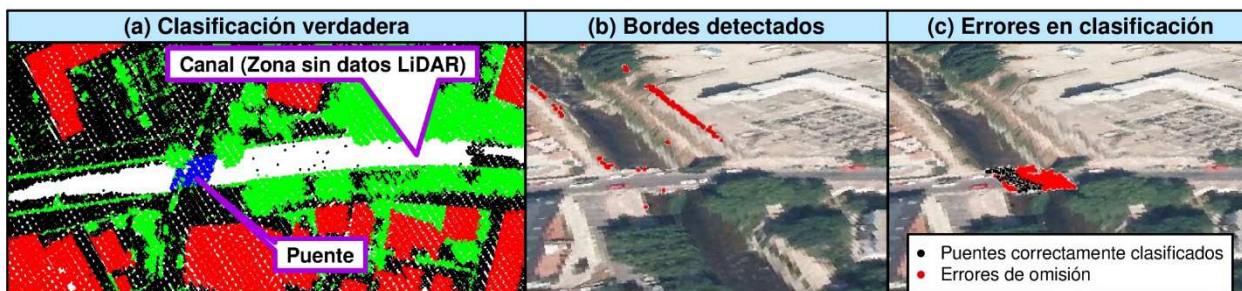 (a) Clasificación verdadera
(b) Bordes detectados
(c) Errores en clasificación
Canal (Zona sin datos LiDAR)
Puente
Puentes correctamente clasificados
Errores de omisión